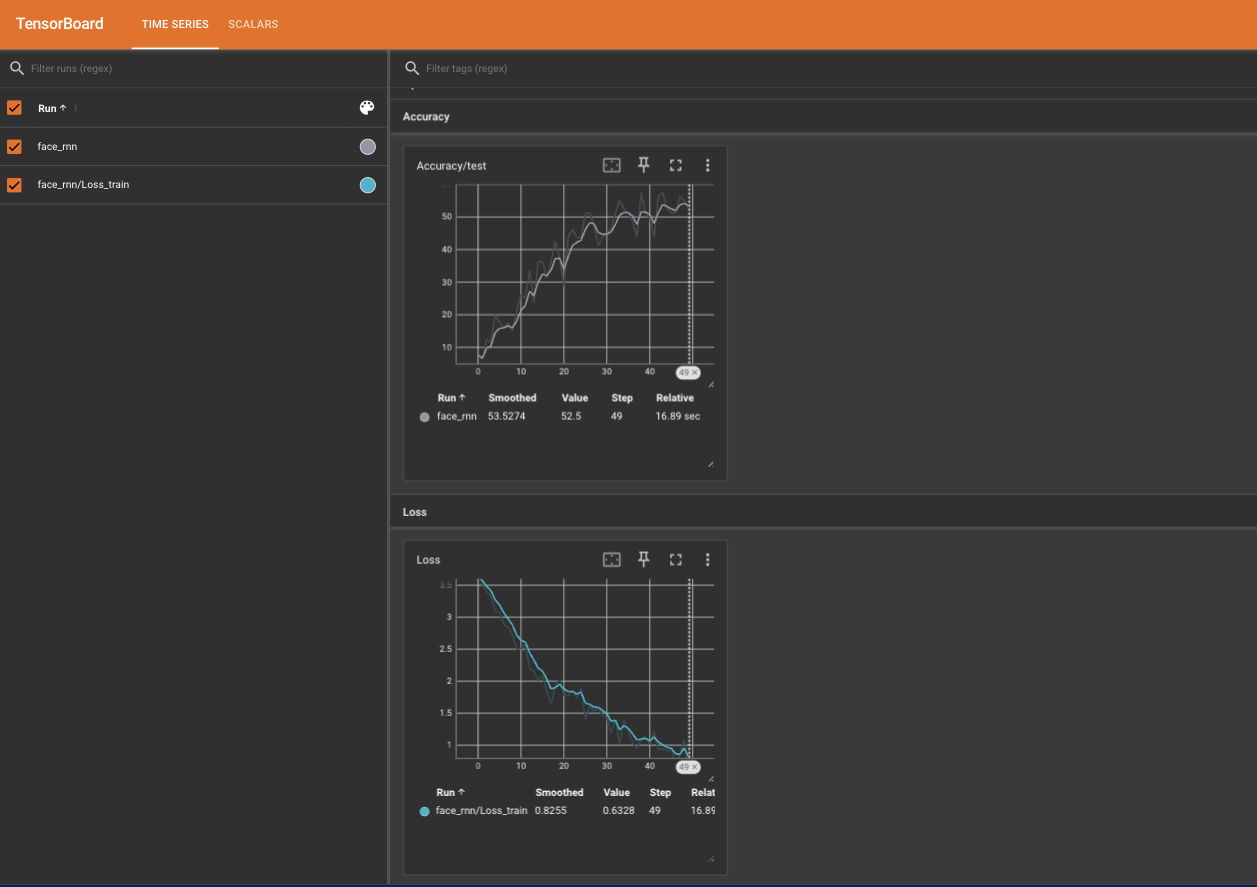 TensorBoard TIME SERIES SCALARS
Filter runs (regex)
Run ↑
face_rnn
face_rnn/Loss_train
Filter tags (regex)
Accuracy
Accuracy/test
50
40
30
20
10
0 10 20 30 40 49 ×
Run ↑ Smoothed Value Step Relative
face_rnn 53.5274 52.5 49 16.89 sec
Loss
Loss
3.5
3
2.5
2
1.5
1
0 10 20 30 40 49 ×
Run ↑ Smoothed Value Step Relat
face_rnn/Loss_train 0.8255 0.6328 49 16.89